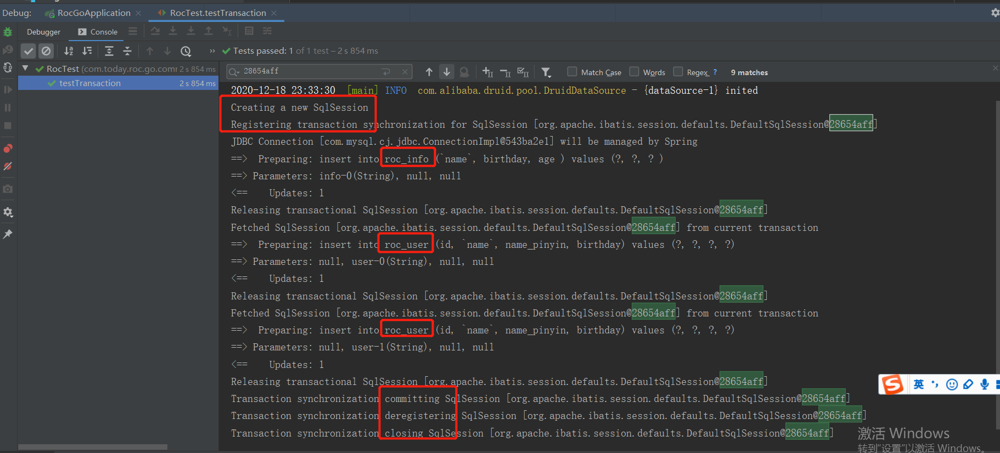 Debug: RocGoApplication RocTest.testTransaction
Debugger Console
Tests passed: 1 of 1 test – 2 s 854 ms
RocTest (com.today.roc.go.comr 2 s 854 ms
testTransaction 2 s 854 ms
28654aff Match Case Words Regex ? 9 matches
2020-12-18 23:33:30 [main] INFO com.alibaba.druid.pool.DruidDataSource - {dataSource-1} inited
Creating a new SqlSession
Registering transaction synchronization for SqlSession [org.apache.ibatis.session.defaults.DefaultSqlSession@28654aff]
JDBC Connection [com.mysql.cj.jdbc.ConnectionImpl@543ba2e1] will be managed by Spring
==>  Preparing: insert into roc_info (`name`, birthday, age ) values (?, ?, ? )
==> Parameters: info-0(String), null, null
<==    Updates: 1
Releasing transactional SqlSession [org.apache.ibatis.session.defaults.DefaultSqlSession@28654aff]
Fetched SqlSession [org.apache.ibatis.session.defaults.DefaultSqlSession@28654aff] from current transaction
==>  Preparing: insert into roc_user (id, `name`, name_pinyin, birthday) values (?, ?, ?, ?)
==> Parameters: null, user-0(String), null, null
<==    Updates: 1
Releasing transactional SqlSession [org.apache.ibatis.session.defaults.DefaultSqlSession@28654aff]
Fetched SqlSession [org.apache.ibatis.session.defaults.DefaultSqlSession@28654aff] from current transaction
==>  Preparing: insert into roc_user (id, `name`, name_pinyin, birthday) values (?, ?, ?, ?)
==> Parameters: null, user-1(String), null, null
<==    Updates: 1
Releasing transactional SqlSession [org.apache.ibatis.session.defaults.DefaultSqlSession@28654aff]
Transaction synchronization committing SqlSession [org.apache.ibatis.session.defaults.DefaultSqlSession@28654aff]
Transaction synchronization deregistering SqlSession [org.apache.ibatis.session.defaults.DefaultSqlSession@28654aff]
Transaction synchronization closing SqlSession [org.apache.ibatis.session.defaults.DefaultSqlSession@28654aff]
英
激活 Windows
转到"设置"以激活 Windows。